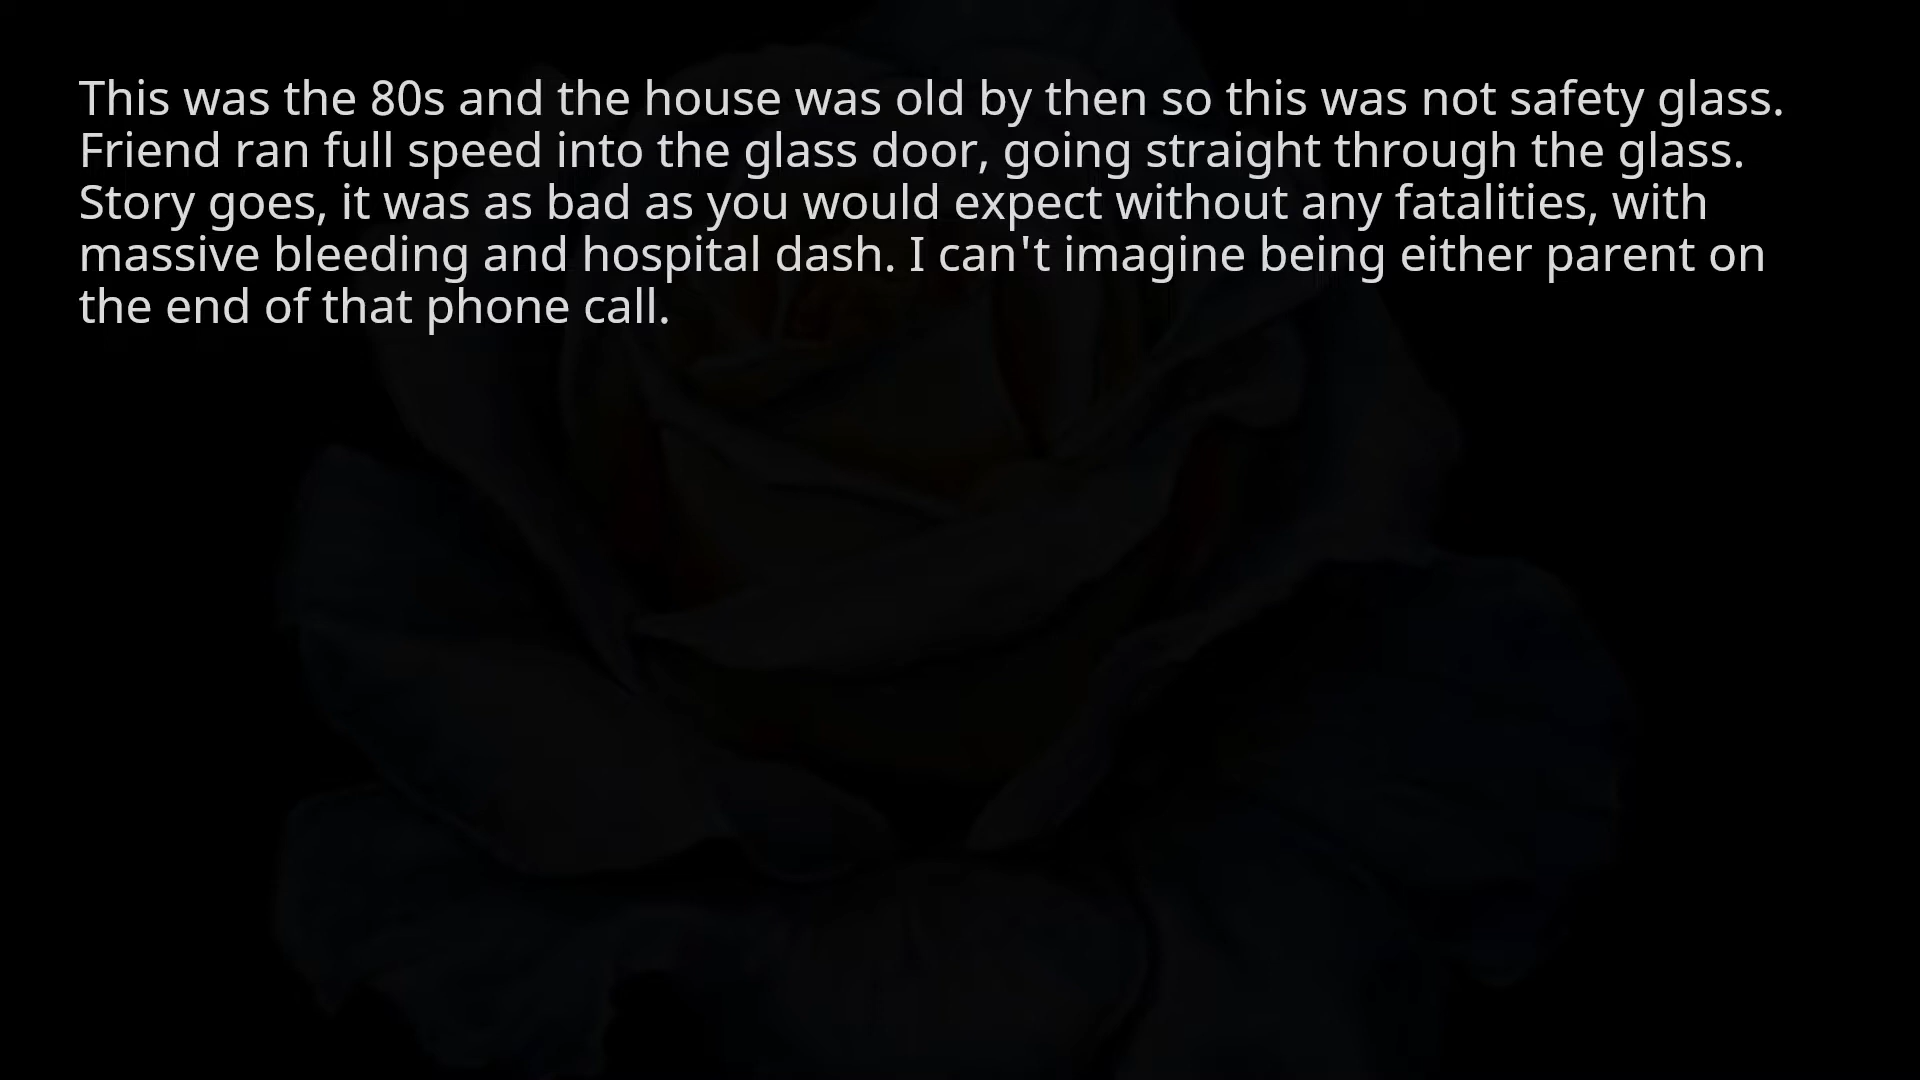 This was the 80s and the house was old by then so this was not safety glass.
Friend ran full speed into the glass door, going straight through the glass.
Story goes, it was as bad as you would expect without any fatalities, with
massive bleeding and hospital dash. I can't imagine being either parent on
the end of that phone call.